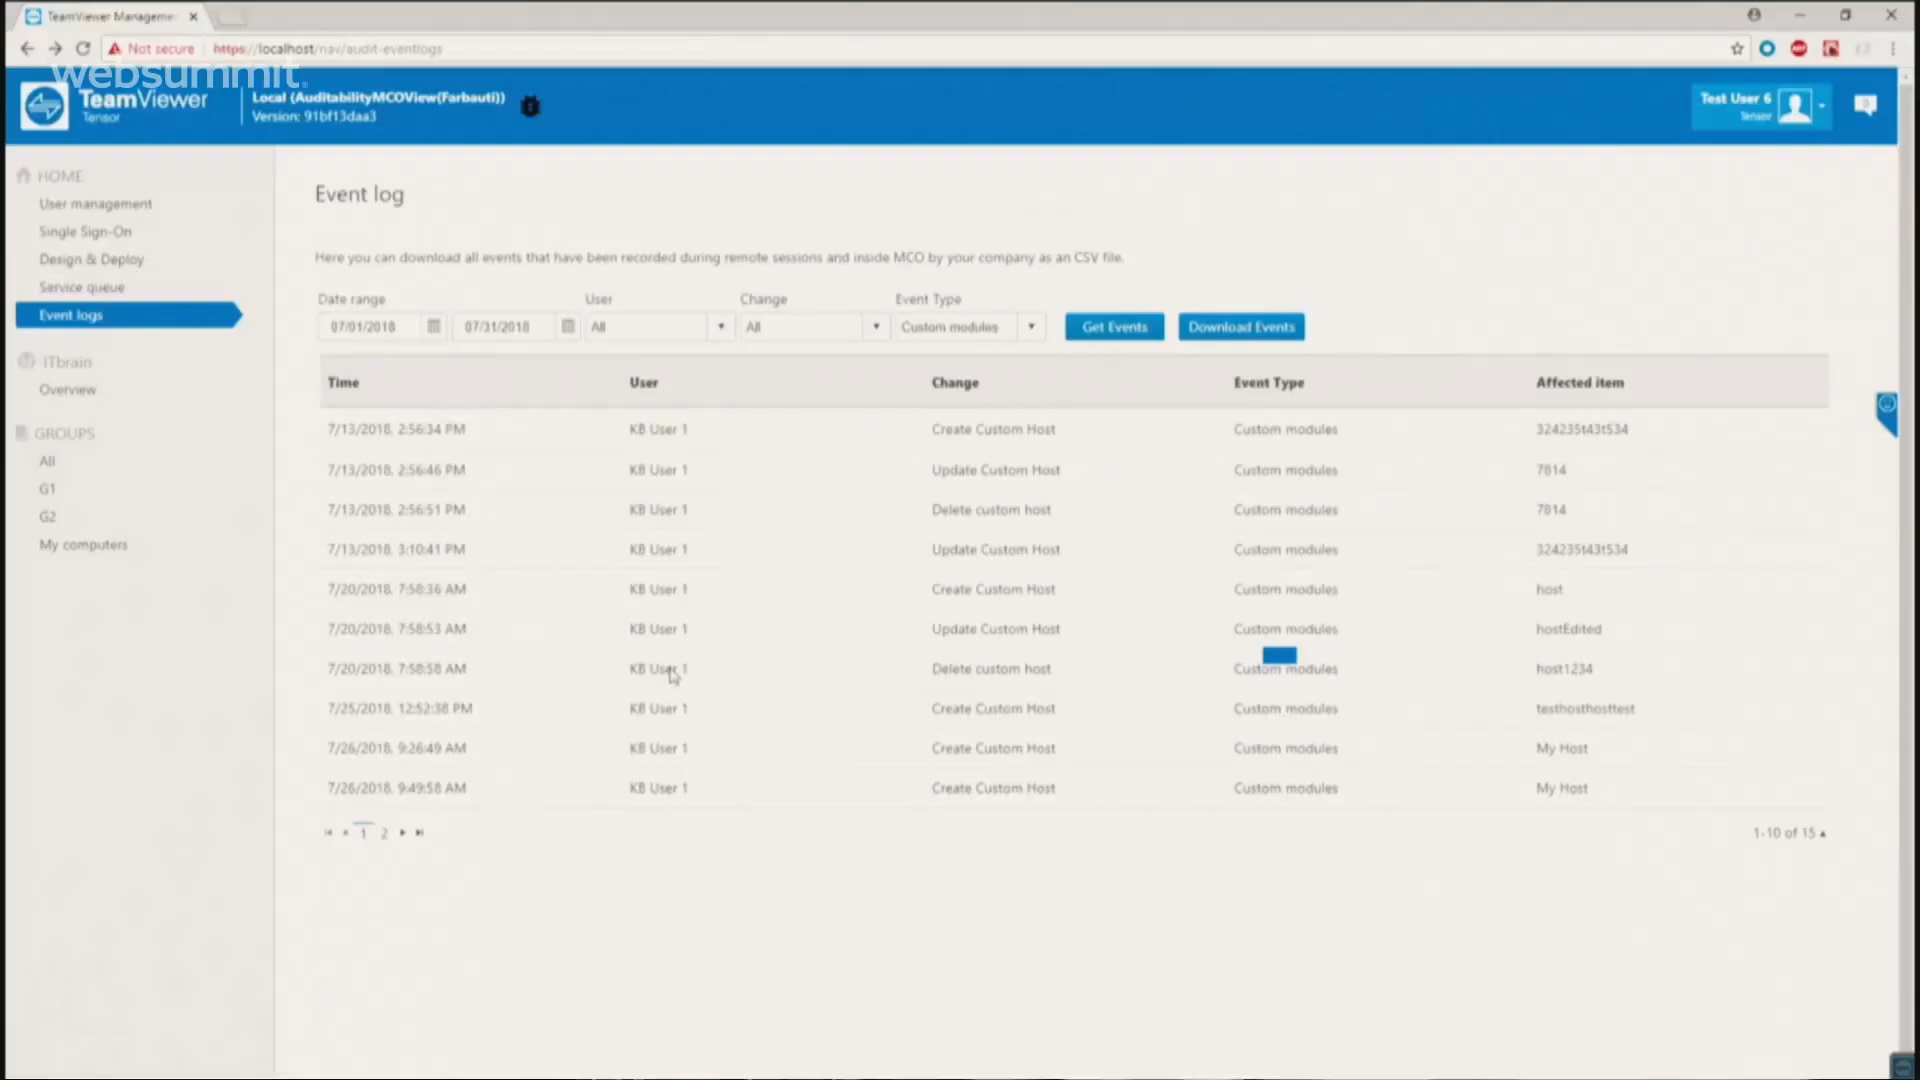 TeamViewer Manageme
Not secure https://localhost/nav/audit-eventlogs
websummit.
TeamViewer
Tensor
Local (AuditabilityMCOView(Farbauti))
Version: 91bf13daa3
Test User 6
Tensor
HOME
User management
Single Sign-On
Design & Deploy
Service queue
Event logs
ITbrain
Overview
GROUPS
All
G1
G2
My computers
Event log
Here you can download all events that have been recorded during remote sessions and inside MCO by your company as an CSV file.
Date range User Change Event Type
07/01/2018 07/31/2018 All All Custom modules Get Events Download Events
Time User Change Event Type Affected item
7/13/2018, 2:56:34 PM KB User 1 Create Custom Host Custom modules 324235t43t534
7/13/2018, 2:56:46 PM KB User 1 Update Custom Host Custom modules 7814
7/13/2018, 2:56:51 PM KB User 1 Delete custom host Custom modules 7814
7/13/2018, 3:10:41 PM KB User 1 Update Custom Host Custom modules 324235t43t534
7/20/2018, 7:58:36 AM KB User 1 Create Custom Host Custom modules host
7/20/2018, 7:58:53 AM KB User 1 Update Custom Host Custom modules hostEdited
7/20/2018, 7:58:58 AM KB User 1 Delete custom host Custom modules host1234
7/25/2018, 12:52:38 PM KB User 1 Create Custom Host Custom modules testhosthosttest
7/26/2018, 9:26:49 AM KB User 1 Create Custom Host Custom modules My Host
7/26/2018, 9:49:58 AM KB User 1 Create Custom Host Custom modules My Host
1 2
1-10 of 15